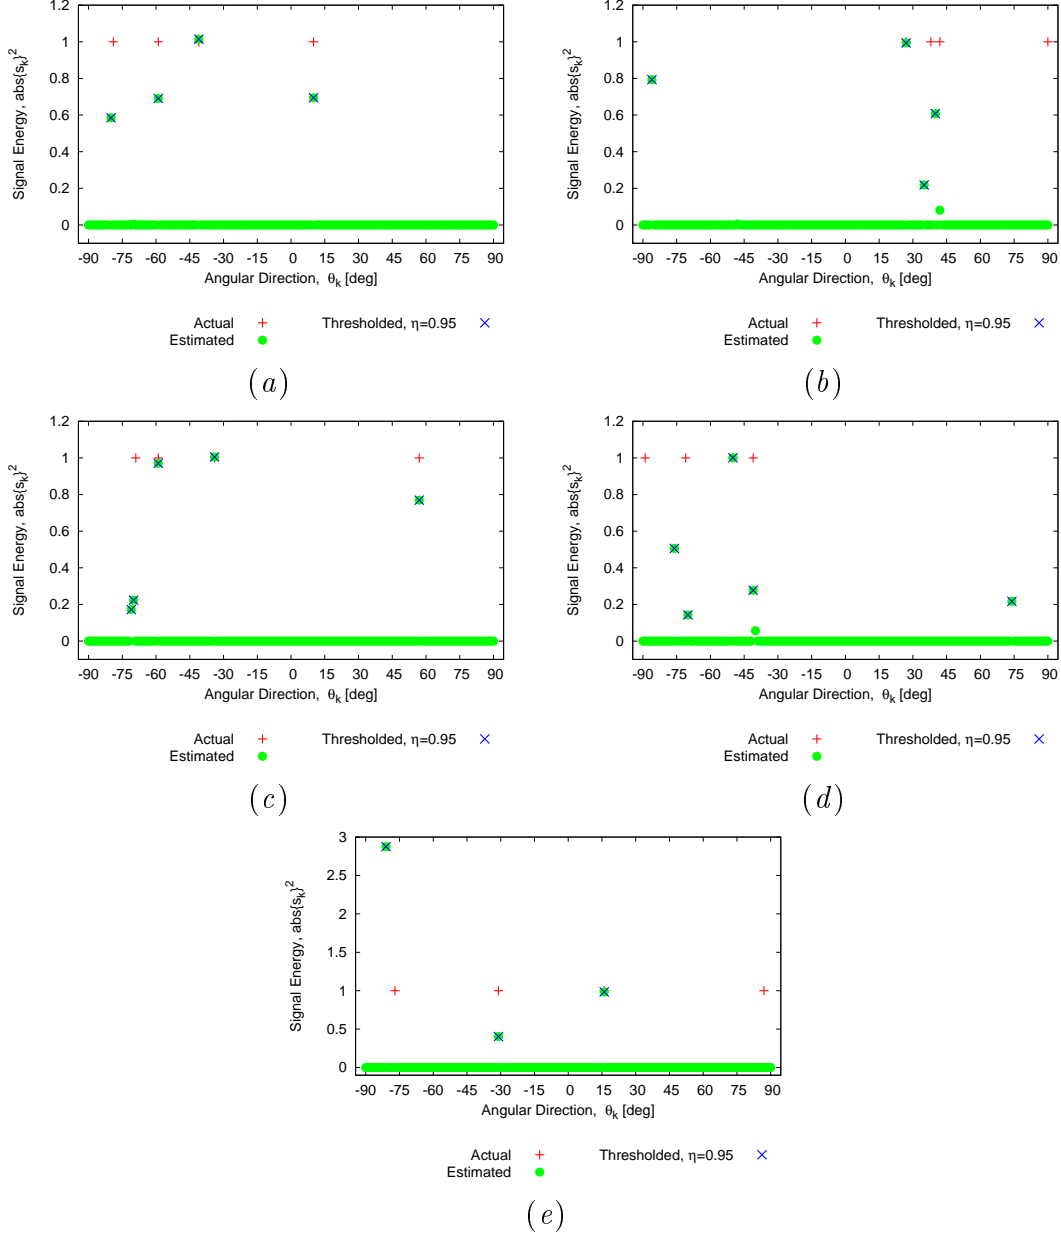 1.2
1
0.8
0.6
0.4
0.2
0
Signal Energy, abs{s_k}^2
-90 -75 -60 -45 -30 -15 0 15 30 45 60 75 90
Angular Direction, θ_k [deg]
Actual
Estimated
Thresholded, η=0.95
(a)
1.2
1
0.8
0.6
0.4
0.2
0
Signal Energy, abs{s_k}^2
-90 -75 -60 -45 -30 -15 0 15 30 45 60 75 90
Angular Direction, θ_k [deg]
Actual
Estimated
Thresholded, η=0.95
(b)
1.2
1
0.8
0.6
0.4
0.2
0
Signal Energy, abs{s_k}^2
-90 -75 -60 -45 -30 -15 0 15 30 45 60 75 90
Angular Direction, θ_k [deg]
Actual
Estimated
Thresholded, η=0.95
(c)
1.2
1
0.8
0.6
0.4
0.2
0
Signal Energy, abs{s_k}^2
-90 -75 -60 -45 -30 -15 0 15 30 45 60 75 90
Angular Direction, θ_k [deg]
Actual
Estimated
Thresholded, η=0.95
(d)
3
2.5
2
1.5
1
0.5
0
Signal Energy, abs{s_k}^2
-90 -75 -60 -45 -30 -15 0 15 30 45 60 75 90
Angular Direction, θ_k [deg]
Actual
Estimated
Thresholded, η=0.95
(e)